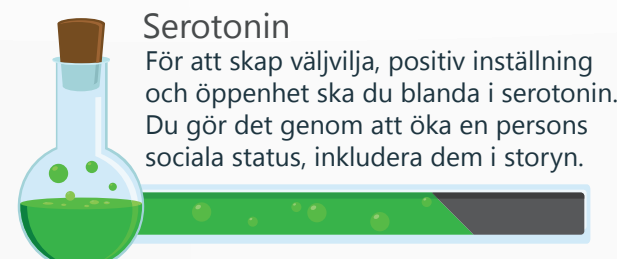 Serotonin
För att skap väljvilja, positiv inställning
och öppenhet ska du blanda i serotonin.
Du gör det genom att öka en persons
sociala status, inkludera dem i storyn.